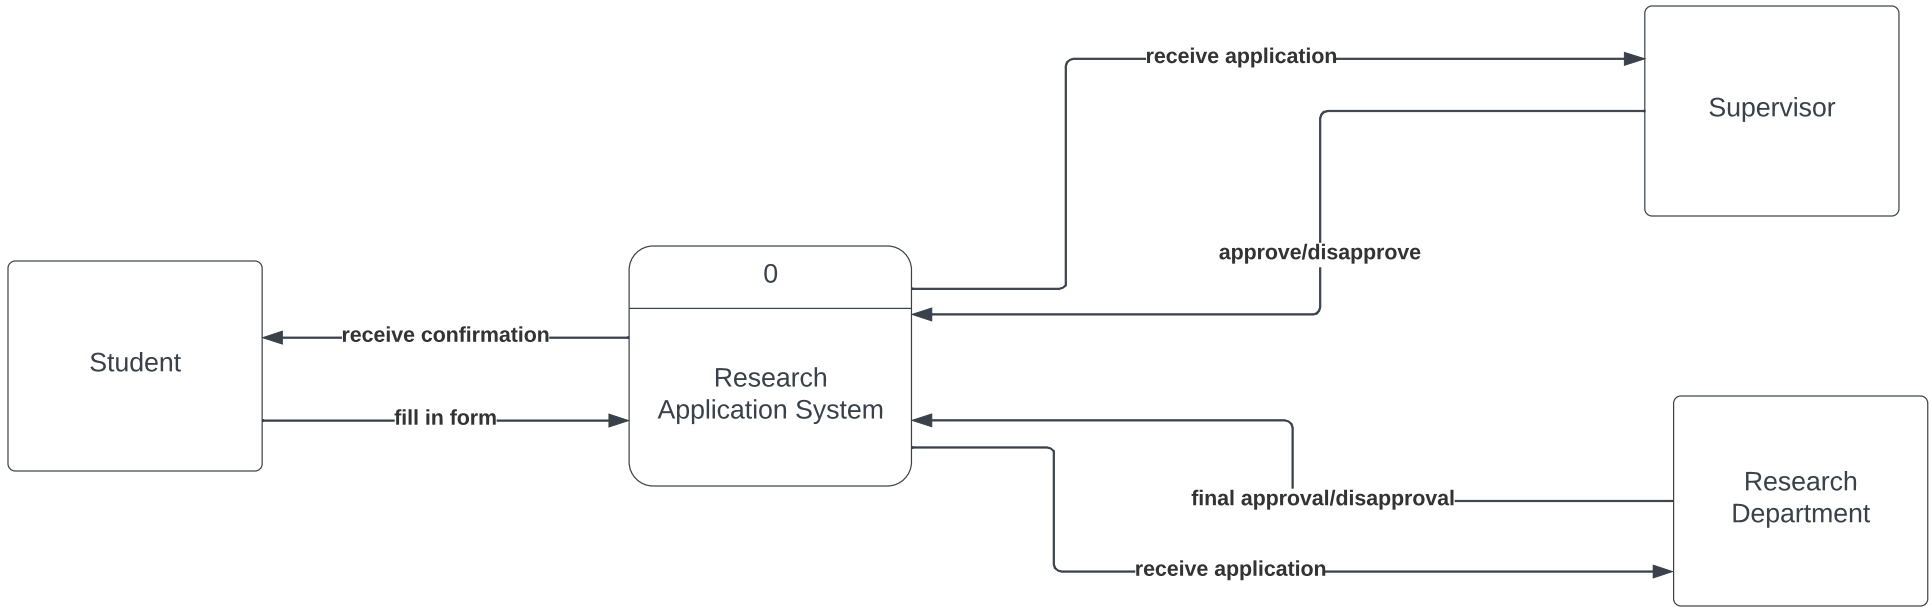 receive application
Supervisor
approve/disapprove
0
receive confirmation
Student
Research
Application System
fill in form
Research
Department
final approval/disapproval
receive application